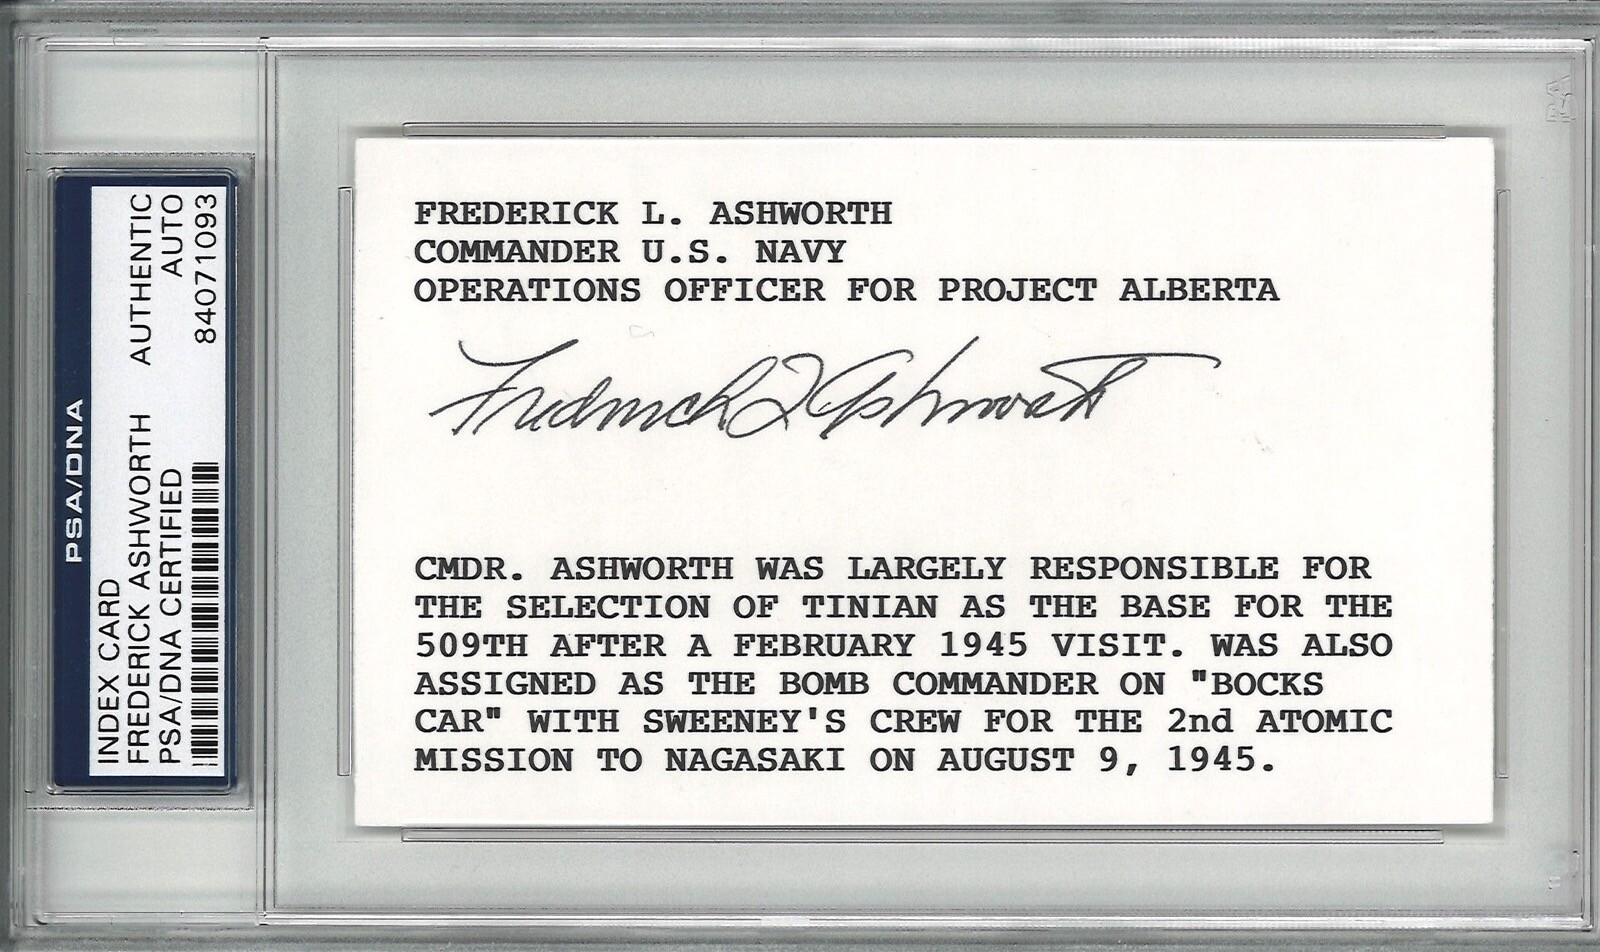 PSA/DNA
INDEX CARD
FREDERICK ASHWORTH
PSA/DNA CERTIFIED
AUTHENTIC
AUTO
84071093
FREDERICK L. ASHWORTH
COMMANDER U.S. NAVY
OPERATIONS OFFICER FOR PROJECT ALBERTA
Frederick L Ashworth
CMDR. ASHWORTH WAS LARGELY RESPONSIBLE FOR
THE SELECTION OF TINIAN AS THE BASE FOR THE
509TH AFTER A FEBRUARY 1945 VISIT. WAS ALSO
ASSIGNED AS THE BOMB COMMANDER ON "BOCKS
CAR" WITH SWEENEY'S CREW FOR THE 2nd ATOMIC
MISSION TO NAGASAKI ON AUGUST 9, 1945.